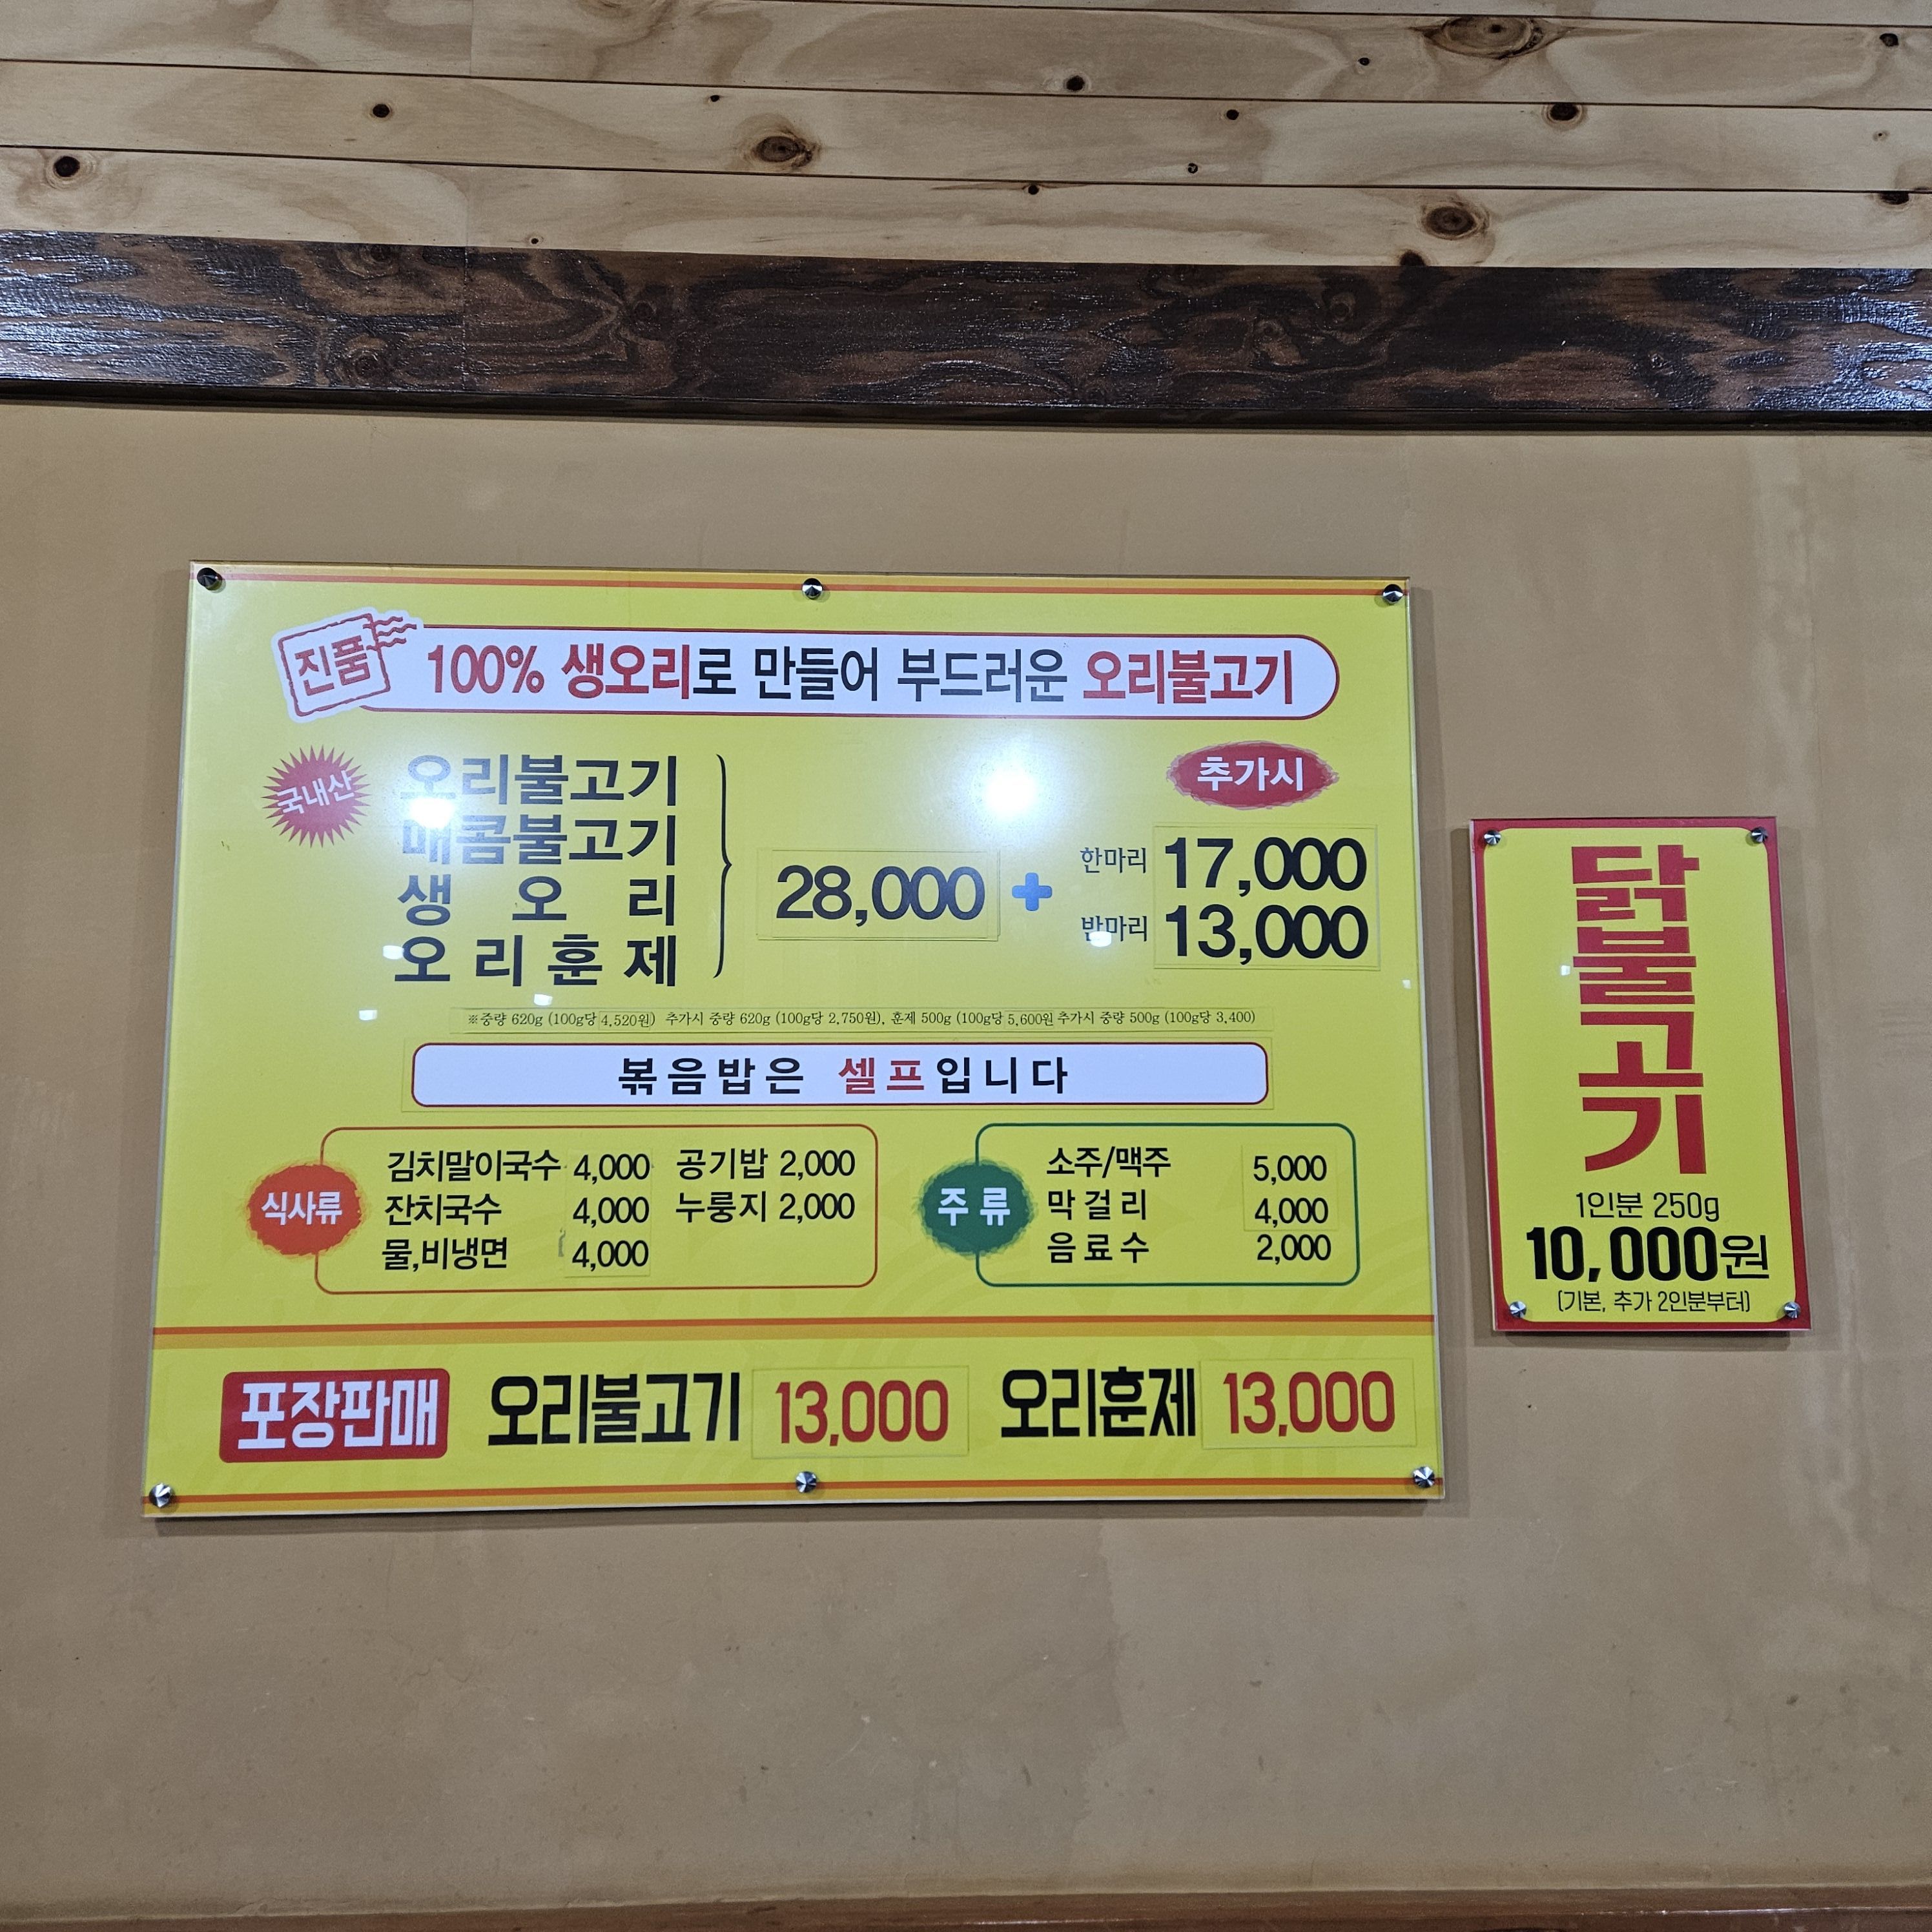 진품 100% 생오리로 만들어 부드러운 오리불고기
국내산
오리불고기
매콤불고기
생 오 리
오리훈제
28,000 +
추가시
한마리 17,000
반마리 13,000
※중량 620g (100g당 4,520원) 추가시 중량 620g (100g당 2,750원), 훈제 500g (100g당 5,600원 추가시 중량 500g (100g당 3,400)
볶음밥은 셀프입니다
식사류
김치말이국수 4,000 공기밥 2,000
잔치국수 4,000 누룽지 2,000
물,비냉면 4,000
주 류
소주/맥주 5,000
막걸리 4,000
음료수 2,000
포장판매 오리불고기 13,000 오리훈제 13,000
닭
불
고
기
1인분 250g
10,000원
(기본, 추가 2인분부터)